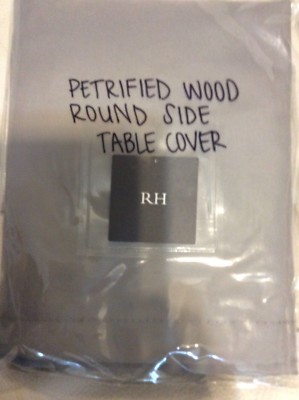 PETRIFIED WOOD
ROUND SIDE
TABLE COVER
RH